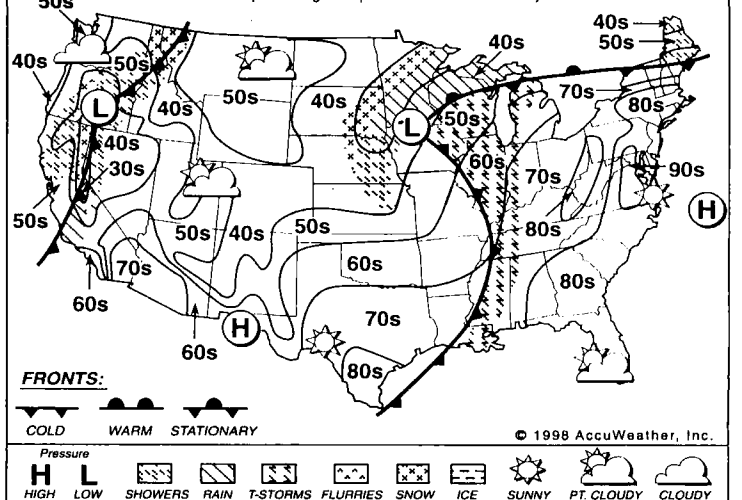 50s
40s
50s
40s
50s
40s
50s
40s
40s
50s
70s
80s
L
L
60s
40s
30s
70s
90s
H
50s
50s
40s
50s
80s
60s
80s
70s
60s
60s
H
70s
80s
FRONTS:
COLD WARM STATIONARY
© 1998 AccuWeather, Inc.
Pressure
H L
HIGH LOW SHOWERS RAIN T-STORMS FLURRIES SNOW ICE SUNNY PT. CLOUDY CLOUDY